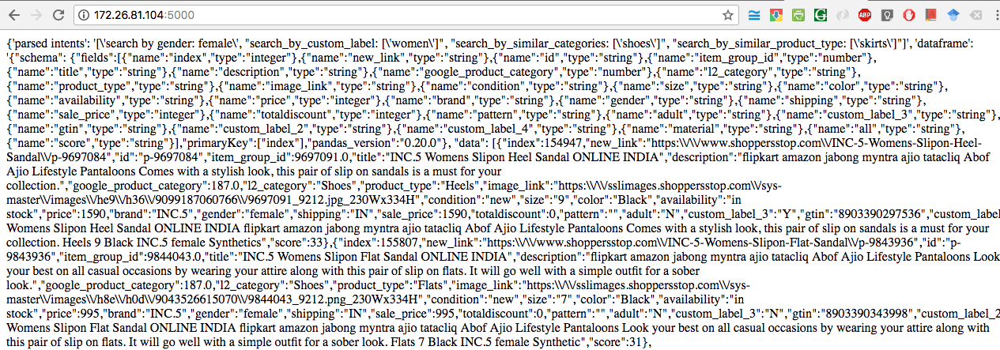 172.26.81.104:5000
{'parsed intents': '[\'search by gender: female\', "search_by_custom_label: [\'women\']", "search_by_similar_categories: [\'shoes\']", "search_by_similar_product_type: [\'skirts\']"]', 'dataframe':
'{"schema": {"fields":[{"name":"index","type":"integer"},{"name":"new_link","type":"string"},{"name":"id","type":"string"},{"name":"item_group_id","type":"number"},
{"name":"title","type":"string"},{"name":"description","type":"string"},{"name":"google_product_category","type":"number"},{"name":"l2_category","type":"string"},
{"name":"product_type","type":"string"},{"name":"image_link","type":"string"},{"name":"condition","type":"string"},{"name":"size","type":"string"},{"name":"color","type":"string"},
{"name":"availability","type":"string"},{"name":"price","type":"integer"},{"name":"brand","type":"string"},{"name":"gender","type":"string"},{"name":"shipping","type":"string"},
{"name":"sale_price","type":"integer"},{"name":"totaldiscount","type":"integer"},{"name":"pattern","type":"string"},{"name":"adult","type":"string"},{"name":"custom_label_3","type":"string"},
{"name":"gtin","type":"string"},{"name":"custom_label_2","type":"string"},{"name":"custom_label_4","type":"string"},{"name":"material","type":"string"},{"name":"all","type":"string"},
{"name":"score","type":"string"}],"primaryKey":["index"],"pandas_version":"0.20.0"}, "data": [{"index":154947,"new_link":"https:\\/\\/www.shoppersstop.com\\/INC-5-Womens-Slipon-Heel-
Sandal\\/p-9697084","id":"p-9697084","item_group_id":9697091.0,"title":"INC.5 Womens Slipon Heel Sandal ONLINE INDIA","description":"flipkart amazon jabong myntra ajio tatacliq Abof
Ajio Lifestyle Pantaloons Comes with a stylish look, this pair of slip on sandals is a must for your
collection.","google_product_category":187.0,"l2_category":"Shoes","product_type":"Heels","image_link":"https:\\/\\/sslimages.shoppersstop.com\\/sys-
master\\/images\\/he9\\/h36\\/9099187060766\\/9697091_9212.jpg_230Wx334H","condition":"new","size":"9","color":"Black","availability":"in
stock","price":1590,"brand":"INC.5","gender":"female","shipping":"IN","sale_price":1590,"totaldiscount":0,"pattern":"","adult":"N","custom_label_3":"Y","gtin":"8903390297536","custom_label
Womens Slipon Heel Sandal ONLINE INDIA flipkart amazon jabong myntra ajio tatacliq Abof Ajio Lifestyle Pantaloons Comes with a stylish look, this pair of slip on sandals is a must for your
collection. Heels 9 Black INC.5 female Synthetics","score":33},{"index":155807,"new_link":"https:\\/\\/www.shoppersstop.com\\/INC-5-Womens-Slipon-Flat-Sandal\\/p-9843936","id":"p-
9843936","item_group_id":9844043.0,"title":"INC.5 Womens Slipon Flat Sandal ONLINE INDIA","description":"flipkart amazon jabong myntra ajio tatacliq Abof Ajio Lifestyle Pantaloons Look
your best on all casual occasions by wearing your attire along with this pair of slip on flats. It will go well with a simple outfit for a sober
look.","google_product_category":187.0,"l2_category":"Shoes","product_type":"Flats","image_link":"https:\\/\\/sslimages.shoppersstop.com\\/sys-
master\\/images\\/h8e\\/h0d\\/9043526615070\\/9844043_9212.png_230Wx334H","condition":"new","size":"7","color":"Black","availability":"in
stock","price":995,"brand":"INC.5","gender":"female","shipping":"IN","sale_price":995,"totaldiscount":0,"pattern":"","adult":"N","custom_label_3":"N","gtin":"8903390343998","custom_label_2
Womens Slipon Flat Sandal ONLINE INDIA flipkart amazon jabong myntra ajio tatacliq Abof Ajio Lifestyle Pantaloons Look your best on all casual occasions by wearing your attire along with
this pair of slip on flats. It will go well with a simple outfit for a sober look. Flats 7 Black INC.5 female Synthetic","score":31},